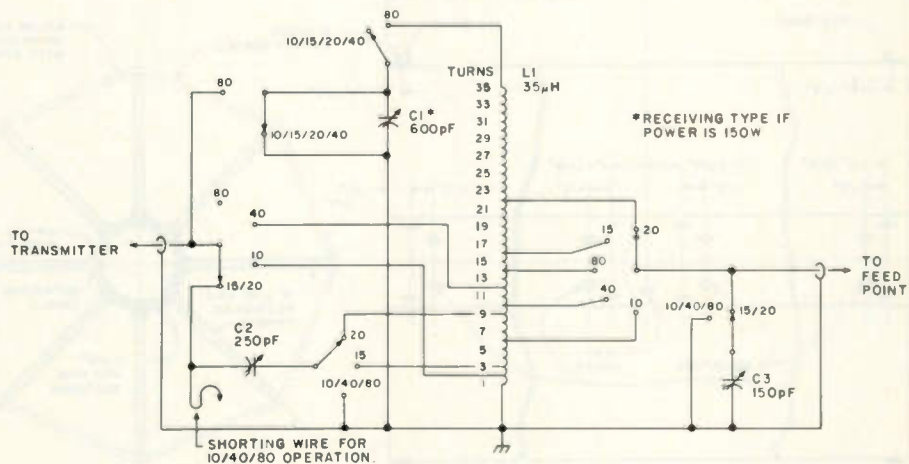 80
10/15/20/40
80
TURNS
L1
35µH
35
33
31
29
27
25
23
21
19
17
15
13
11
9
7
5
3
1
10/15/20/40
C1*
600pF
*RECEIVING TYPE IF
POWER IS 150W
80
40
TO
TRANSMITTER
10
15/20
C2
250pF
20
15
10/40/80
SHORTING WIRE FOR
10/40/80 OPERATION.
15
20
80
40
10
10/40/80
15/20
C3
150pF
TO
FEED
POINT